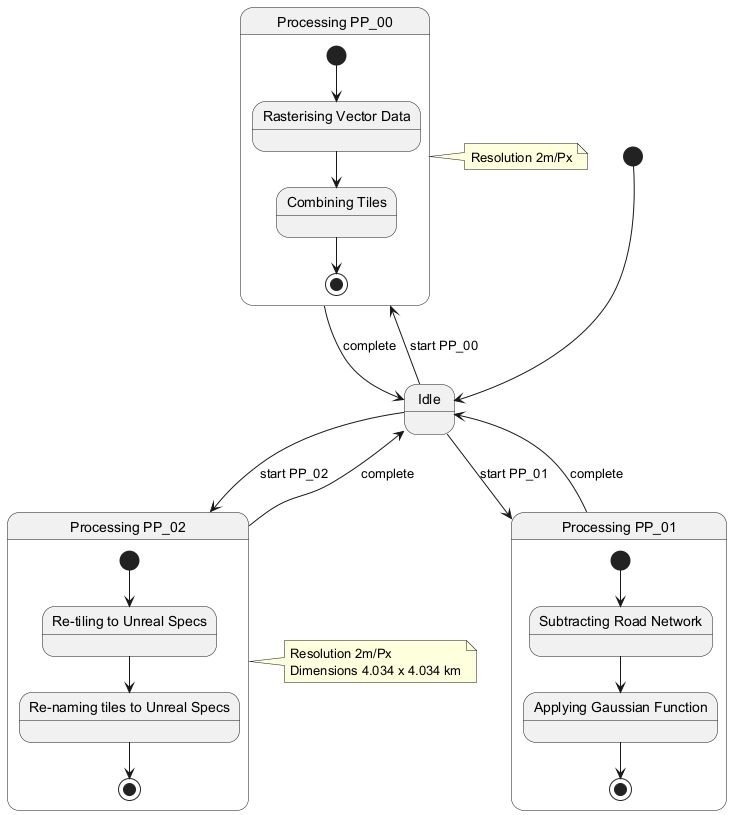 Processing PP_00
Rasterising Vector Data
Combining Tiles
Resolution 2m/Px
complete
start PP_00
Idle
start PP_02
complete
start PP_01
complete
Processing PP_02
Re-tiling to Unreal Specs
Re-naming tiles to Unreal Specs
Resolution 2m/Px
Dimensions 4.034 x 4.034 km
Processing PP_01
Subtracting Road Network
Applying Gaussian Function